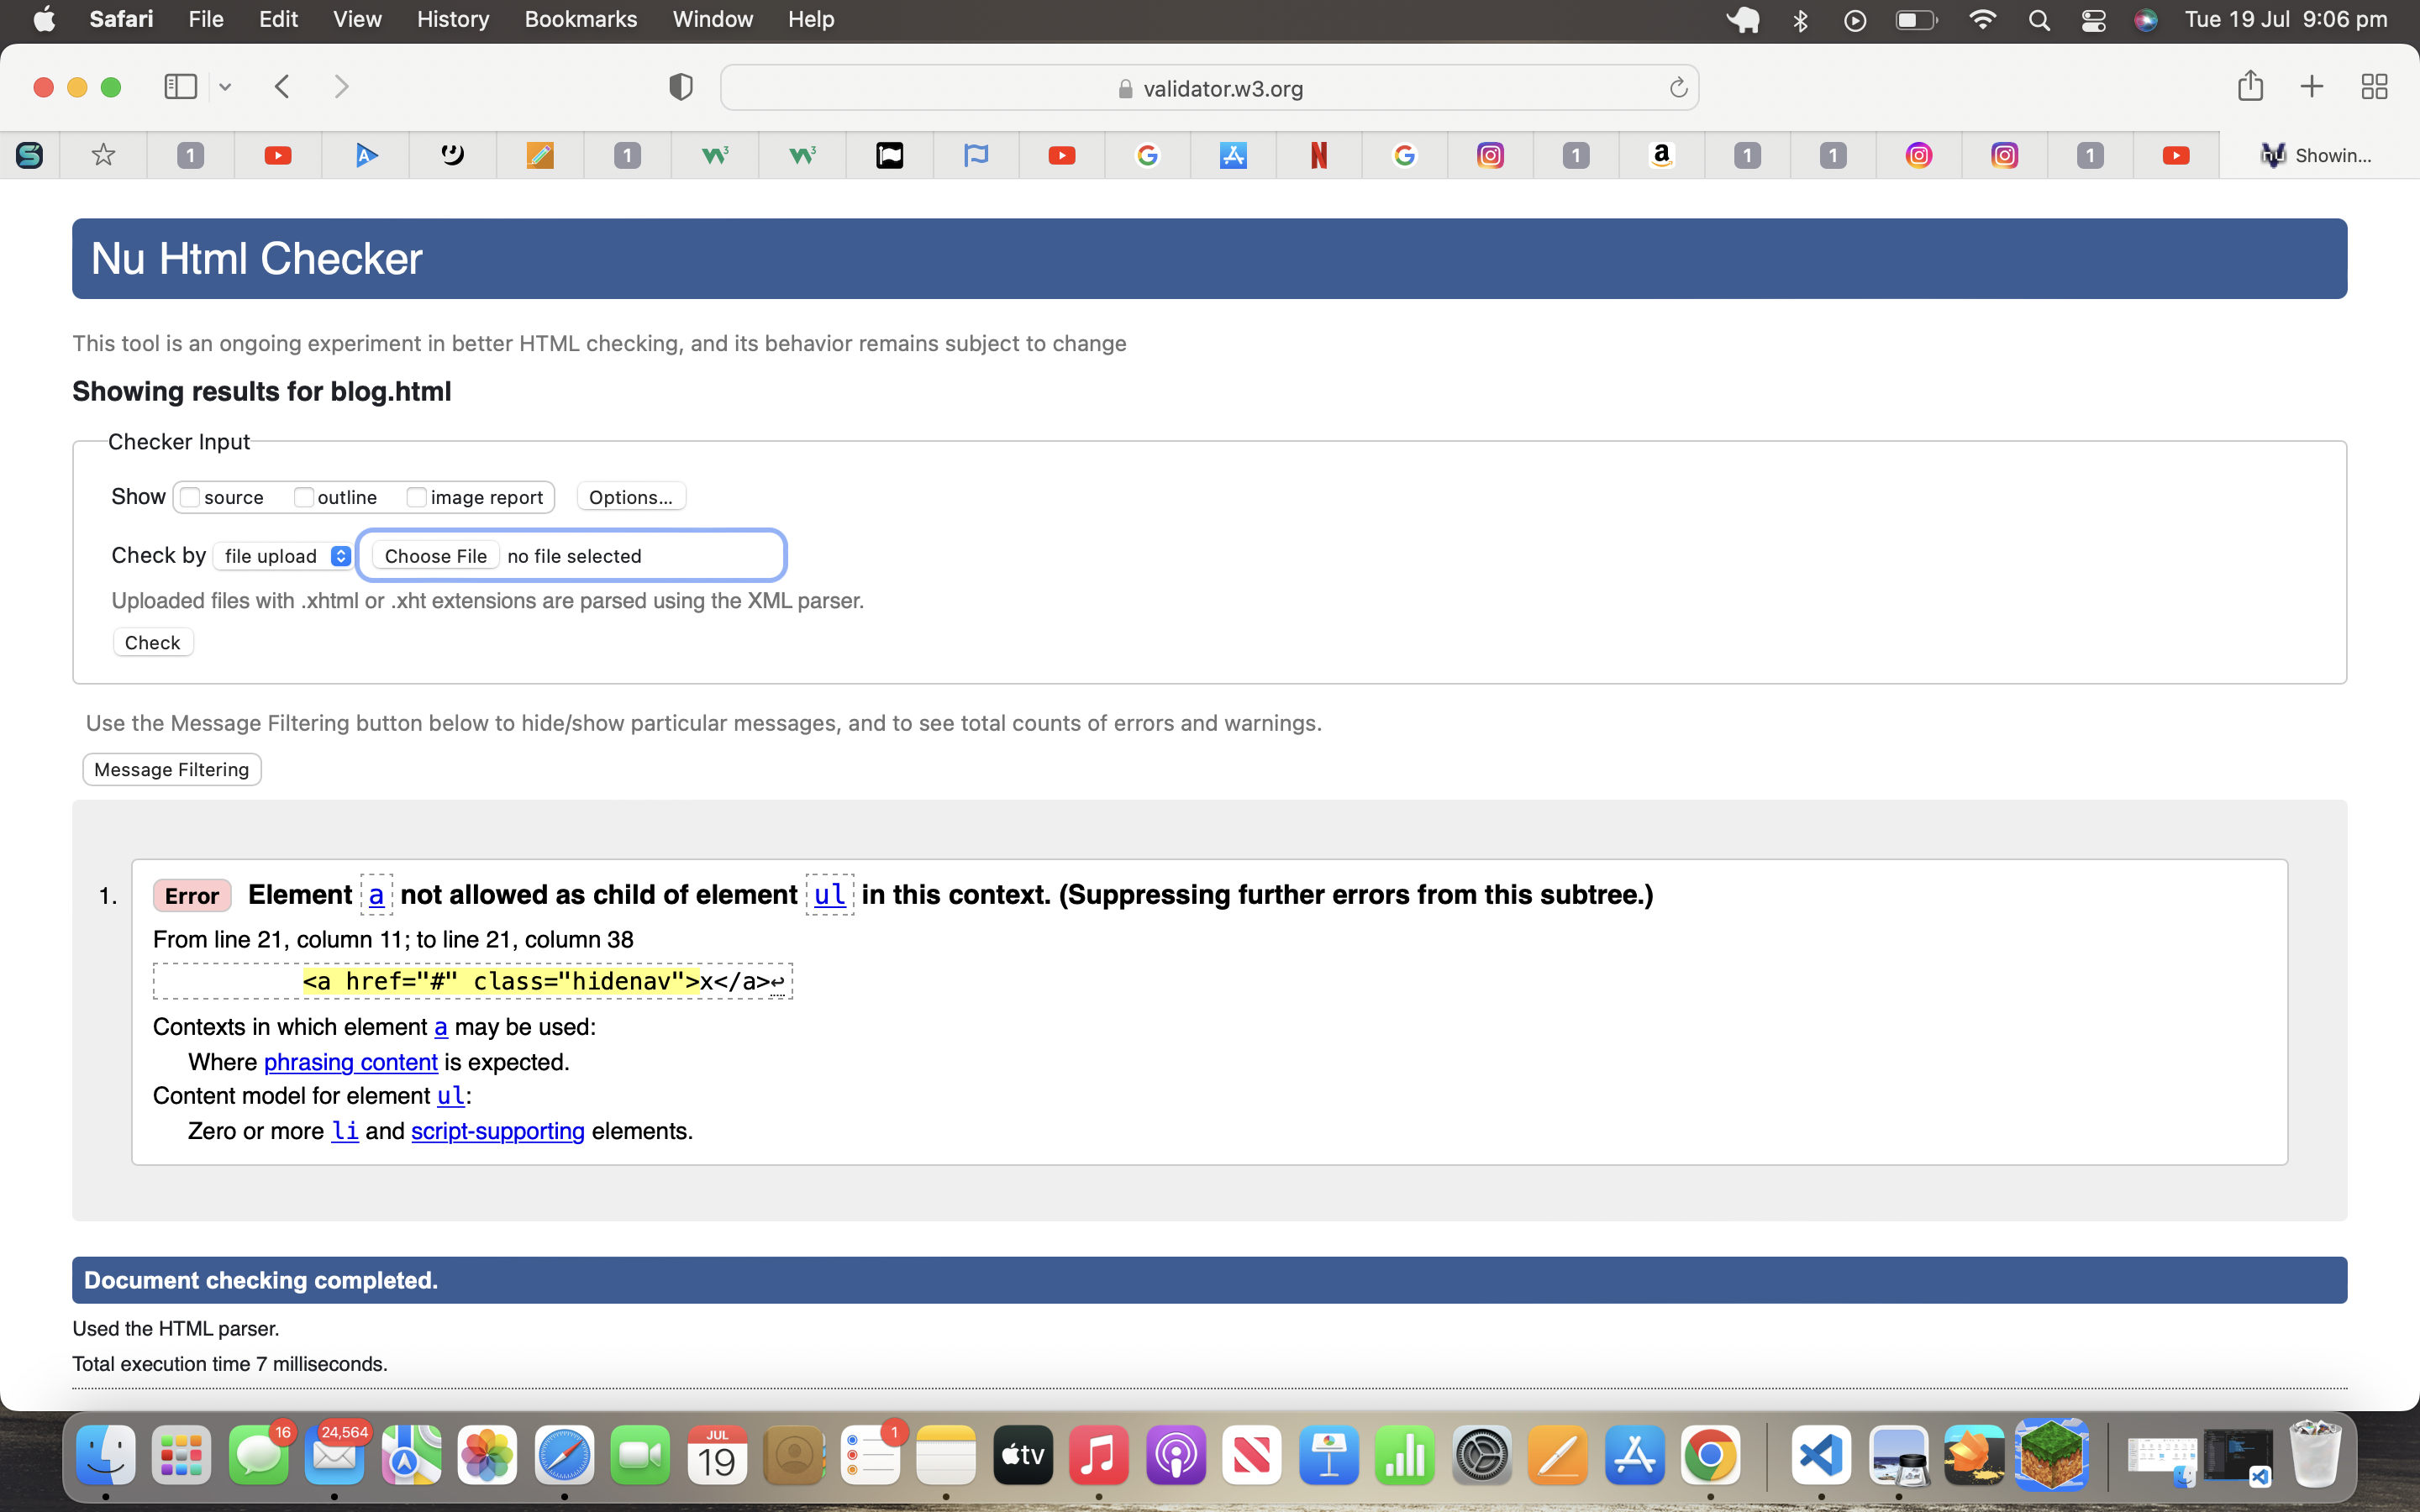 Safari File Edit View History Bookmarks Window Help Tue 19 Jul 9:06 pm
validator.w3.org
1 1 W3 W3 N 1 a 1 1 1 nu Showin...
Nu Html Checker
This tool is an ongoing experiment in better HTML checking, and its behavior remains subject to change
Showing results for blog.html
Checker Input
Show source outline image report Options...
Check by file upload Choose File no file selected
Uploaded files with .xhtml or .xht extensions are parsed using the XML parser.
Check
Use the Message Filtering button below to hide/show particular messages, and to see total counts of errors and warnings.
Message Filtering
1. Error Element a not allowed as child of element ul in this context. (Suppressing further errors from this subtree.)
From line 21, column 11; to line 21, column 38
<a href="#" class="hidenav">x</a>↩
Contexts in which element a may be used:
Where phrasing content is expected.
Content model for element ul:
Zero or more li and script-supporting elements.
Document checking completed.
Used the HTML parser.
Total execution time 7 milliseconds.
16 24,564 JUL 19 1 tv